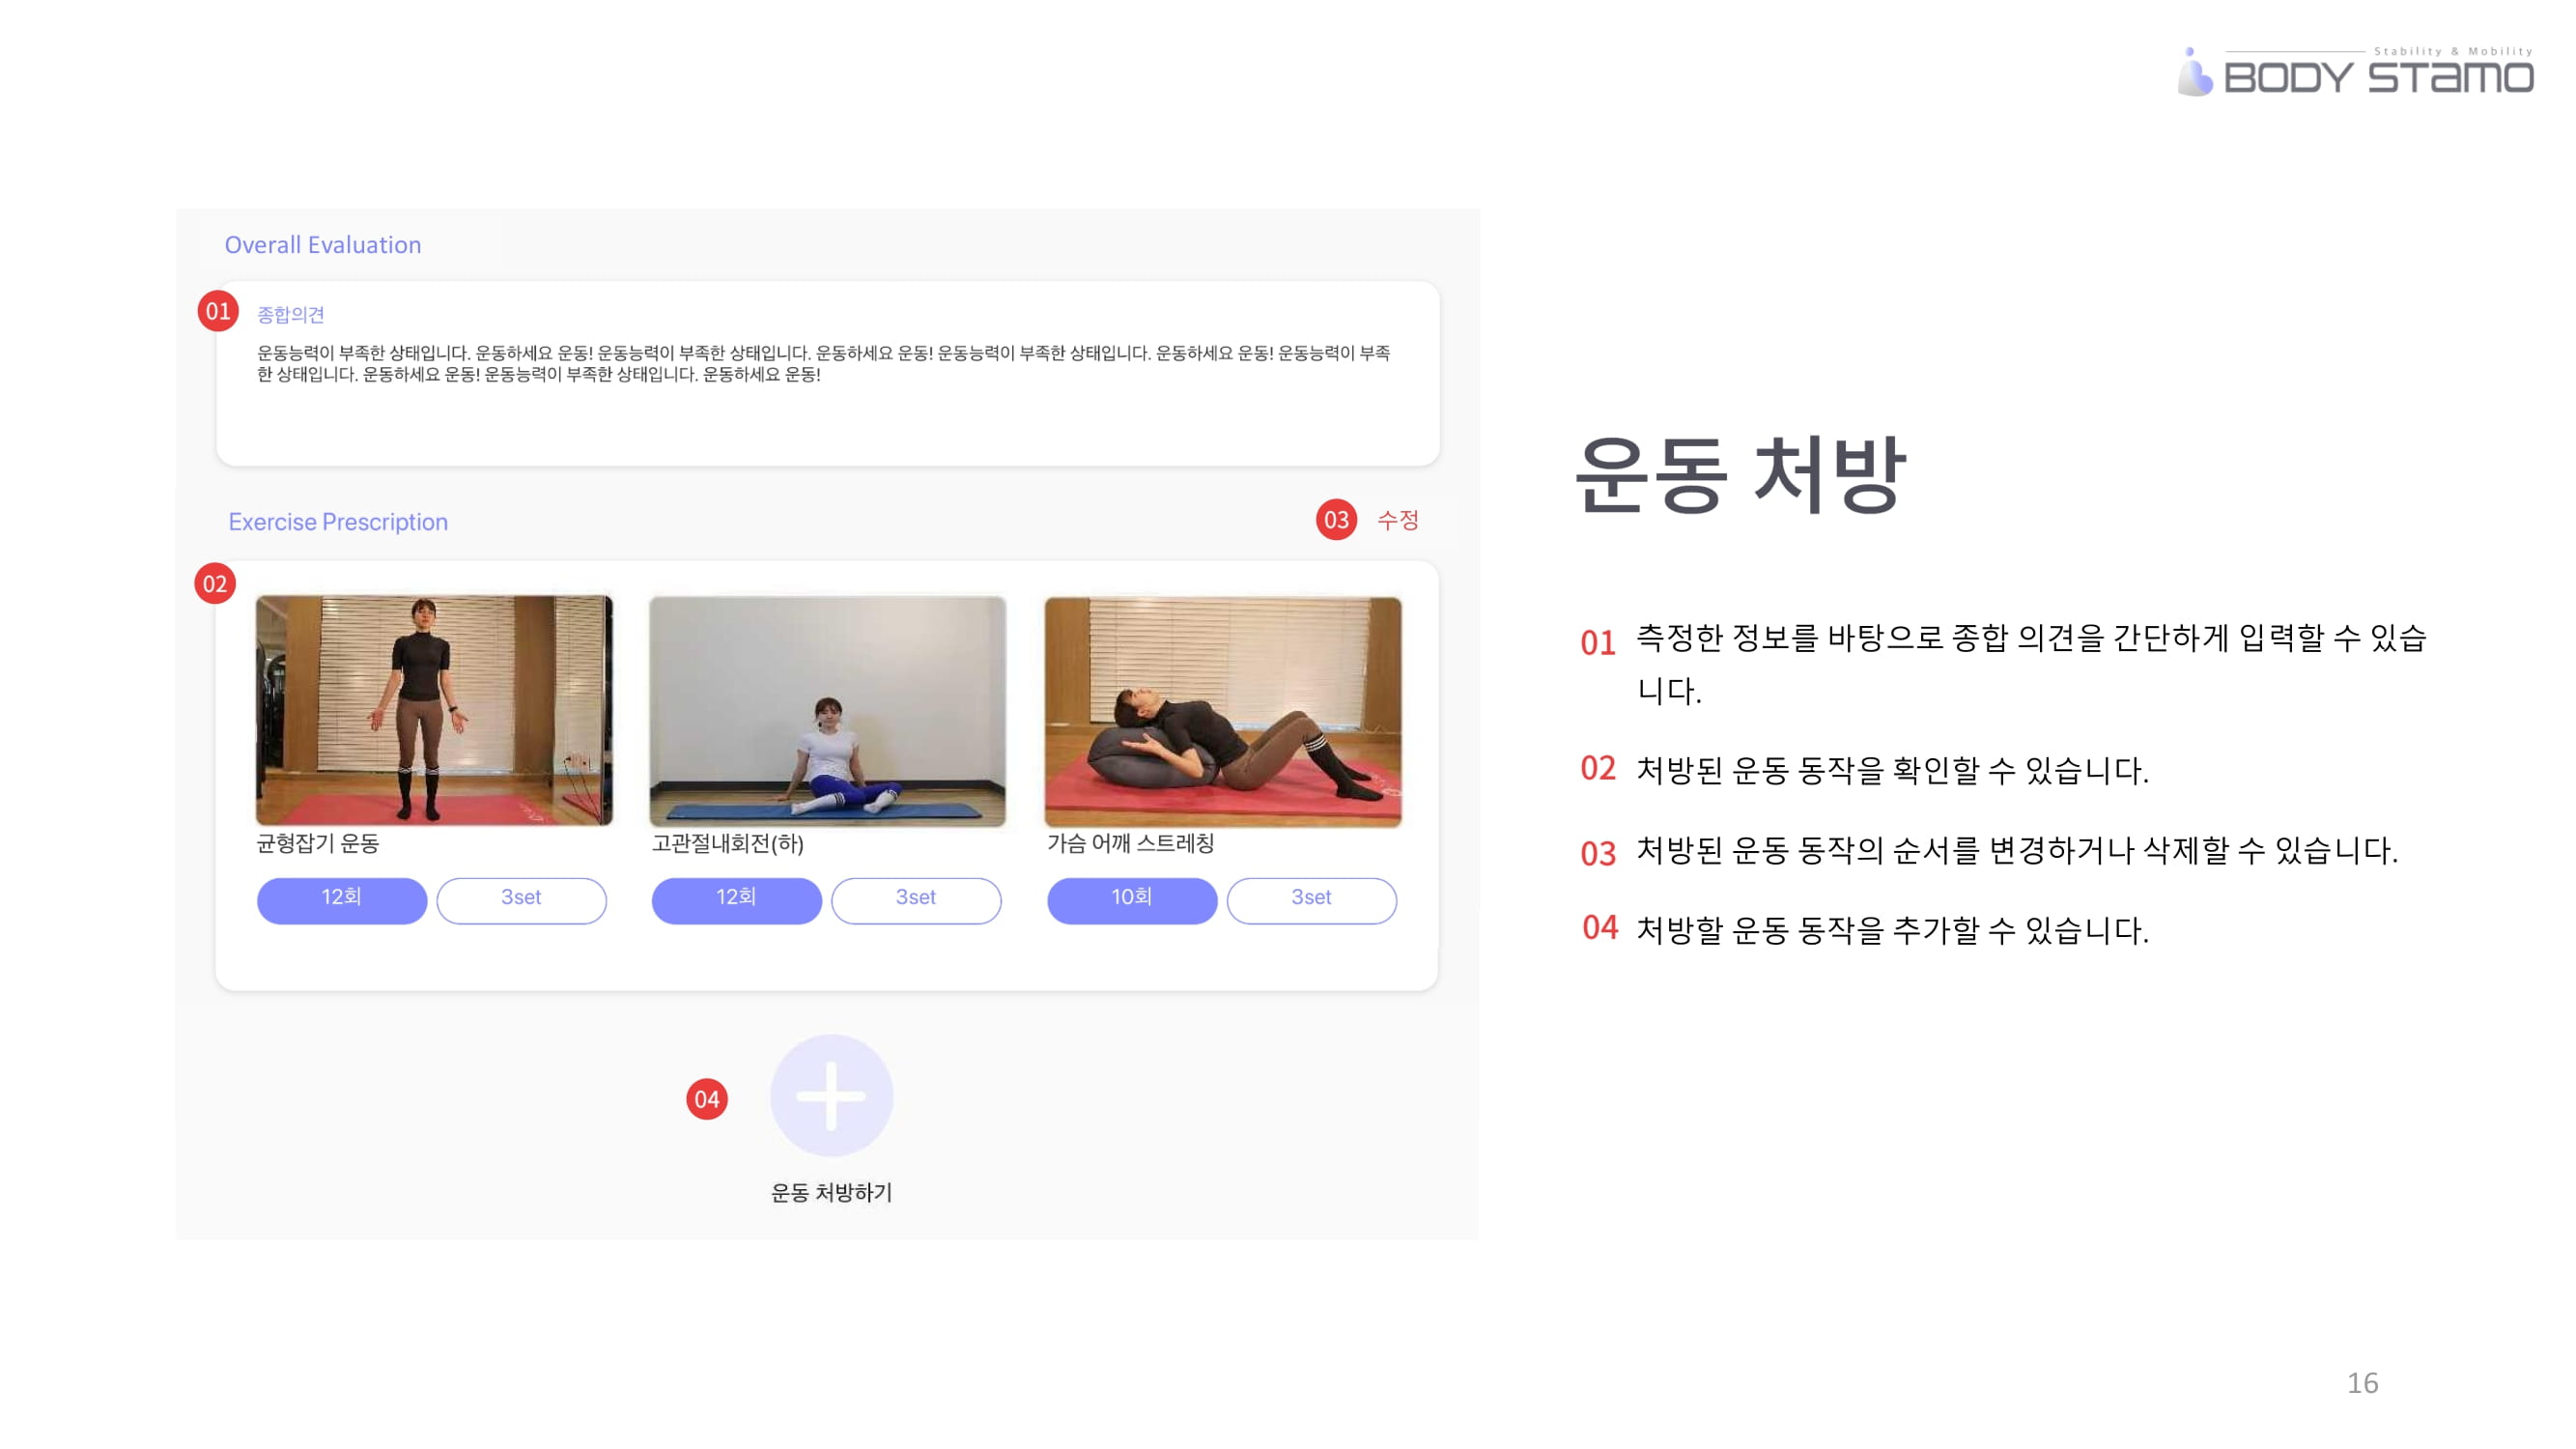 Stability & Mobility
BODY STamo
Overall Evaluation
01
종합의견
운동능력이 부족한 상태입니다. 운동하세요 운동! 운동능력이 부족한 상태입니다. 운동하세요 운동! 운동능력이 부족한 상태입니다. 운동하세요 운동! 운동능력이 부족
한 상태입니다. 운동하세요 운동! 운동능력이 부족한 상태입니다. 운동하세요 운동!
Exercise Prescription
03 수정
02
균형잡기 운동
12회 3set
고관절내회전(하)
12회 3set
가슴 어깨 스트레칭
10회 3set
04
운동 처방하기
운동 처방
01 측정한 정보를 바탕으로 종합 의견을 간단하게 입력할 수 있습
니다.
02 처방된 운동 동작을 확인할 수 있습니다.
03 처방된 운동 동작의 순서를 변경하거나 삭제할 수 있습니다.
04 처방할 운동 동작을 추가할 수 있습니다.
16